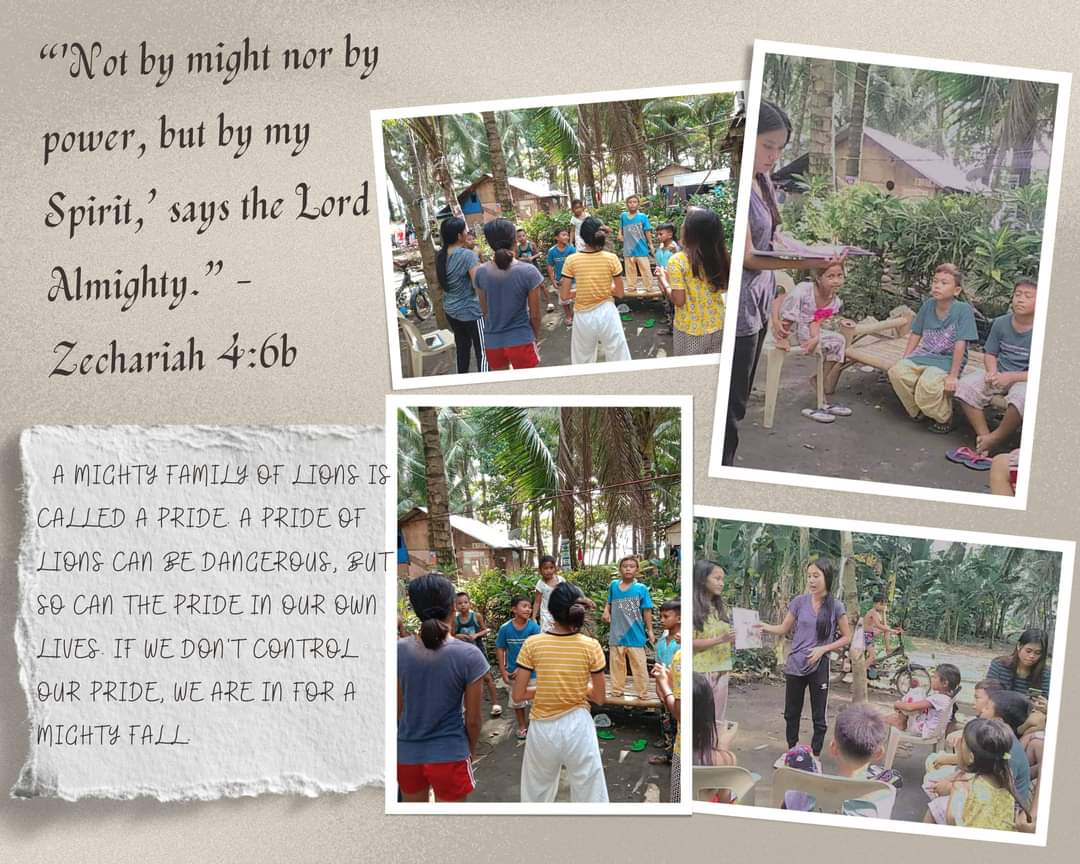 “‘Not by might nor by
power, but by my
Spirit,’ says the Lord
Almighty.” -
Zechariah 4:6b
A MIGHTY FAMILY OF LIONS IS
CALLED A PRIDE. A PRIDE OF
LIONS CAN BE DANGEROUS, BUT
SO CAN THE PRIDE IN OUR OWN
LIVES. IF WE DON'T CONTROL
OUR PRIDE, WE ARE IN FOR A
MIGHTY FALL.